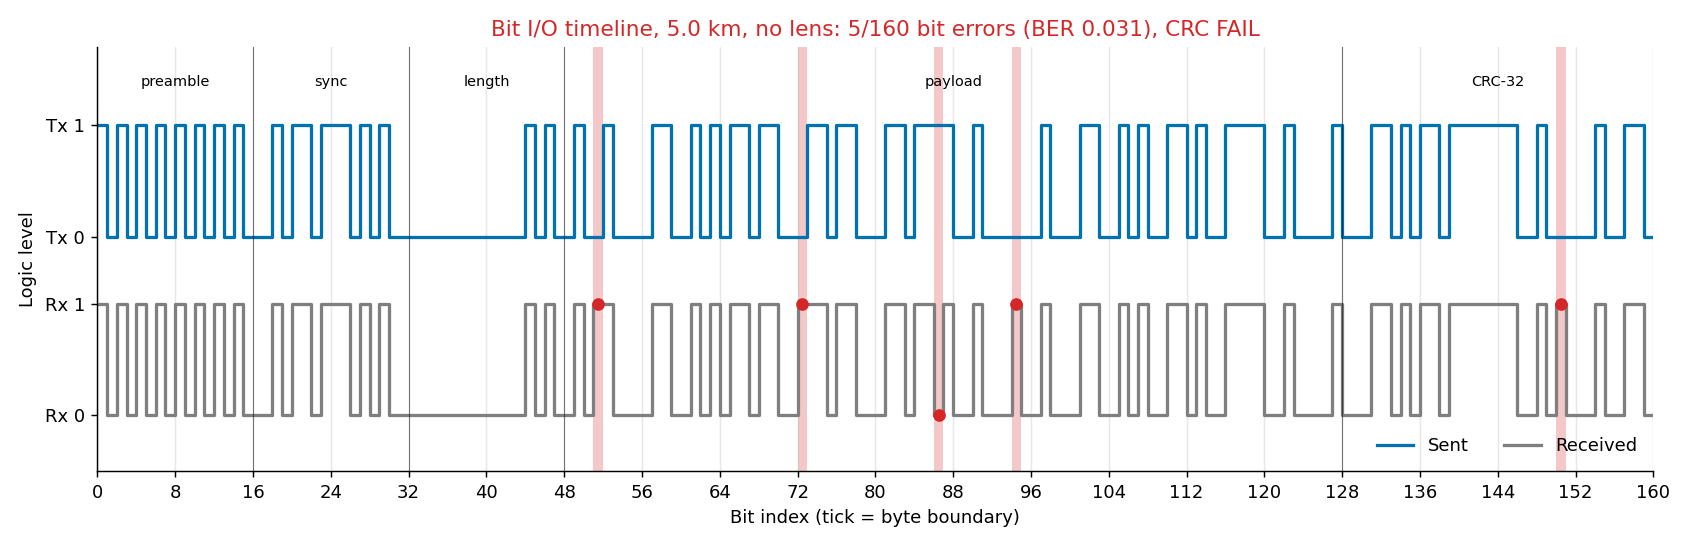 Bit I/O timeline, 5.0 km, no lens: 5/160 bit errors (BER 0.031), CRC FAIL
preamble sync length payload CRC-32
Tx 1
Tx 0
Rx 1
Rx 0
Logic level
Sent Received
0 8 16 24 32 40 48 56 64 72 80 88 96 104 112 120 128 136 144 152 160
Bit index (tick = byte boundary)